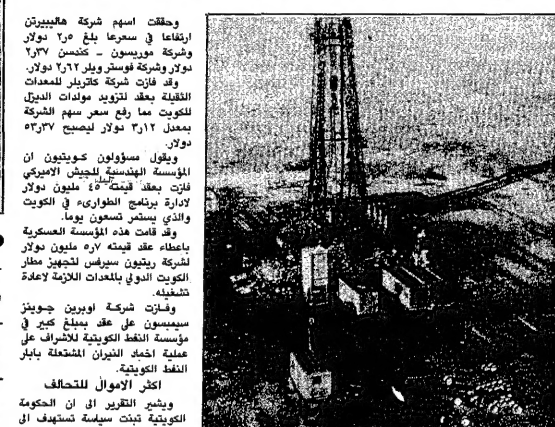 وحققت اسهم شركة هاليبيرتن
ارتفاعا في سعرها بلغ ٢٫٥ دولار
وشركة موريسون ــ كندسن ٢٫٣٧
دولار وشركة فوستر ويلر ٢٫٦٢ دولار.
وقد فازت شركة كاتربلر للمعدات
الثقيلة بعقد لتزويد مولدات الديزل
للكويت مما رفع سعر سهم الشركة
بمعدل ٣٫١٢ دولار ليصبح ٥٣٫٣٧
دولار.
ويقول مسؤولون كويتيون ان
المؤسسة الهندسية للجيش الاميركي
فازت بعقد قيمته ٤٥ مليون دولار
لادارة برنامج الطوارىء في الكويت
والذي يستمر تسعون يوما.
وقد قامت هذه المؤسسة العسكرية
باعطاء عقد قيمته ٥٫٧ مليون دولار
لشركة ريتيون سيرفس لتجهيز مطار
الكويت الدولي بالمعدات اللازمة لاعادة
تشغيله.
وفازت شركة اوبرين جوينز
سيمبسون على عقد بمبلغ كبير في
مؤسسة النفط الكويتية للاشراف على
عملية اخماد النيران المشتعلة بابار
النفط الكويتية.
اكثر الاموال للتحالف
ويشير التقرير الى ان الحكومة
الكويتية تبنت سياسة تستهدف الى